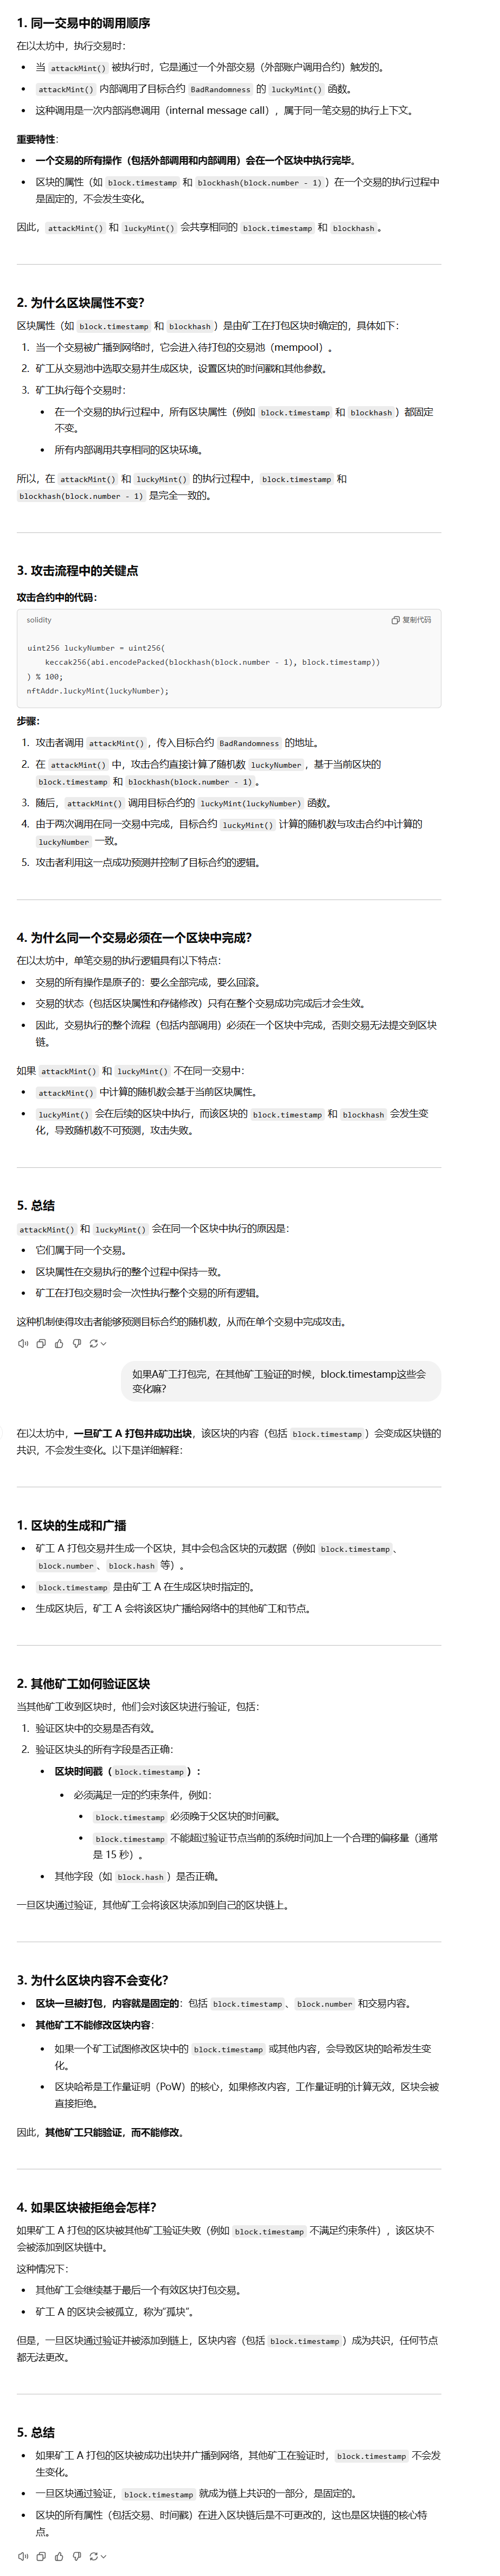 1. 同一交易中的调用顺序
在以太坊中，执行交易时：
• 当 attackMint() 被执行时，它是通过一个外部交易（外部账户调用合约）触发的。
• attackMint() 内部调用了目标合约 BadRandomness 的 luckyMint() 函数。
• 这种调用是一次内部消息调用（internal message call），属于同一笔交易的执行上下文。
重要特性：
• 一个交易的所有操作（包括外部调用和内部调用）会在一个区块中执行完毕。
• 区块的属性（如 block.timestamp 和 blockhash(block.number - 1)）在一个交易的执行过程中
是固定的，不会发生变化。
因此，attackMint() 和 luckyMint() 会共享相同的 block.timestamp 和 blockhash。
2. 为什么区块属性不变？
区块属性（如 block.timestamp 和 blockhash）是由矿工在打包区块时确定的，具体如下：
1. 当一个交易被广播到网络时，它会进入待打包的交易池（mempool）。
2. 矿工从交易池中选取交易并生成区块，设置区块的时间戳和其他参数。
3. 矿工执行每个交易时：
• 在一个交易的执行过程中，所有区块属性（例如 block.timestamp 和 blockhash）都固定
不变。
• 所有内部调用共享相同的区块环境。
所以，在 attackMint() 和 luckyMint() 的执行过程中，block.timestamp 和
blockhash(block.number - 1) 是完全一致的。
3. 攻击流程中的关键点
攻击合约中的代码：
solidity 复制代码
uint256 luckyNumber = uint256(
keccak256(abi.encodePacked(blockhash(block.number - 1), block.timestamp))
) % 100;
nftAddr.luckyMint(luckyNumber);
步骤：
1. 攻击者调用 attackMint()，传入目标合约 BadRandomness 的地址。
2. 在 attackMint() 中，攻击合约直接计算了随机数 luckyNumber，基于当前区块的
block.timestamp 和 blockhash(block.number - 1)。
3. 随后，attackMint() 调用目标合约的 luckyMint(luckyNumber) 函数。
4. 由于两次调用在同一交易中完成，目标合约 luckyMint() 计算的随机数与攻击合约中计算的
luckyNumber 一致。
5. 攻击者利用这一点成功预测并控制了目标合约的逻辑。
4. 为什么同一个交易必须在一个区块中完成？
在以太坊中，单笔交易的执行逻辑具有以下特点：
• 交易的所有操作是原子的：要么全部完成，要么回滚。
• 交易的状态（包括区块属性和存储修改）只有在整个交易成功完成后才会生效。
• 因此，交易执行的整个流程（包括内部调用）必须在一个区块中完成，否则交易无法提交到区块
链。
如果 attackMint() 和 luckyMint() 不在同一交易中：
• attackMint() 中计算的随机数会基于当前区块属性。
• luckyMint() 会在后续的区块中执行，而该区块的 block.timestamp 和 blockhash 会发生变
化，导致随机数不可预测，攻击失败。
5. 总结
attackMint() 和 luckyMint() 会在同一个区块中执行的原因是：
• 它们属于同一个交易。
• 区块属性在交易执行的整个过程中保持一致。
• 矿工在打包交易时会一次性执行整个交易的所有逻辑。
这种机制使得攻击者能够预测目标合约的随机数，从而在单个交易中完成攻击。
如果A矿工打包完，在其他矿工验证的时候，block.timestamp这些会
变化嘛？
在以太坊中，一旦矿工 A 打包并成功出块，该区块的内容（包括 block.timestamp）会变成区块链的
共识，不会发生变化。以下是详细解释：
1. 区块的生成和广播
• 矿工 A 打包交易并生成一个区块，其中会包含区块的元数据（例如 block.timestamp、
block.number、block.hash 等）。
• block.timestamp 是由矿工 A 在生成区块时指定的。
• 生成区块后，矿工 A 会将该区块广播给网络中的其他矿工和节点。
2. 其他矿工如何验证区块
当其他矿工收到区块时，他们会对该区块进行验证，包括：
1. 验证区块中的交易是否有效。
2. 验证区块头的所有字段是否正确：
• 区块时间戳（block.timestamp）：
• 必须满足一定的约束条件，例如：
• block.timestamp 必须晚于父区块的时间戳。
• block.timestamp 不能超过验证节点当前的系统时间加上一个合理的偏移量（通常
是 15 秒）。
• 其他字段（如 block.hash）是否正确。
一旦区块通过验证，其他矿工会将该区块添加到自己的区块链上。
3. 为什么区块内容不会变化？
• 区块一旦被打包，内容就是固定的：包括 block.timestamp、block.number 和交易内容。
• 其他矿工不能修改区块内容：
• 如果一个矿工试图修改区块中的 block.timestamp 或其他内容，会导致区块的哈希发生变
化。
• 区块哈希是工作量证明（PoW）的核心，如果修改内容，工作量证明的计算无效，区块会被
直接拒绝。
因此，其他矿工只能验证，而不能修改。
4. 如果区块被拒绝会怎样？
如果矿工 A 打包的区块被其他矿工验证失败（例如 block.timestamp 不满足约束条件），该区块不
会被添加到区块链中。
这种情况下：
• 其他矿工会继续基于最后一个有效区块打包交易。
• 矿工 A 的区块会被孤立，称为“孤块”。
但是，一旦区块通过验证并被添加到链上，区块内容（包括 block.timestamp）成为共识，任何节点
都无法更改。
5. 总结
• 如果矿工 A 打包的区块被成功出块并广播到网络，其他矿工在验证时，block.timestamp 不会发
生变化。
• 一旦区块通过验证，block.timestamp 就成为链上共识的一部分，是固定的。
• 区块的所有属性（包括交易、时间戳）在进入区块链后是不可更改的，这也是区块链的核心特
点。